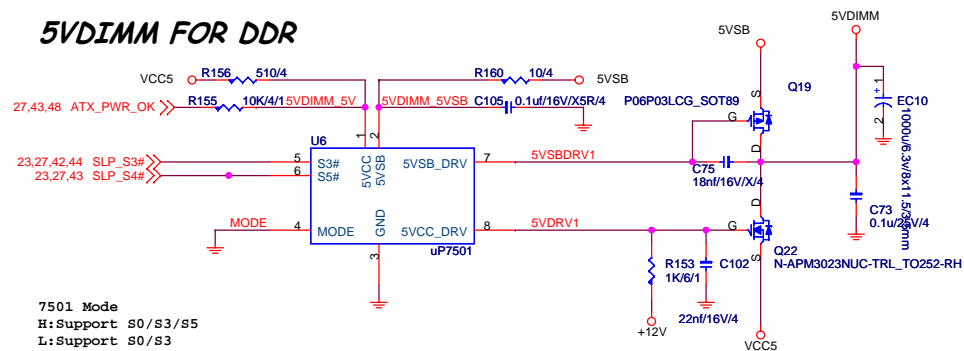 5VDIMM FOR DDR
VCC5
R156
510/4
R160
10/4
5VSB
27,43,48 ATX_PWR_OK
R155
10K/4/1
5VDIMM_5V
5VDIMM_5VSB
C105
0.1uf/16V/X5R/4
U6
1
2
5VCC
5VSB
23,27,42,44 SLP_S3#
5
S3#
5VSB_DRV
7
5VSBDRV1
23,27,43 SLP_S4#
6
S5#
MODE
4
MODE
GND
5VCC_DRV
8
5VDRV1
uP7501
3
5VSB
5VDIMM
Q19
P06P03LCG_SOT89
S
G
D
+
1
2
EC10
1000u/6.3V/8x11.5/3.5mm
C75
18nf/16V/X/4
C73
0.1u/25V/4
D
G
S
Q22
N-APM3023NUC-TRL_TO252-RH
R153
1K/6/1
C102
22nf/16V/4
+12V
VCC5
7501 Mode
H:Support S0/S3/S5
L:Support S0/S3